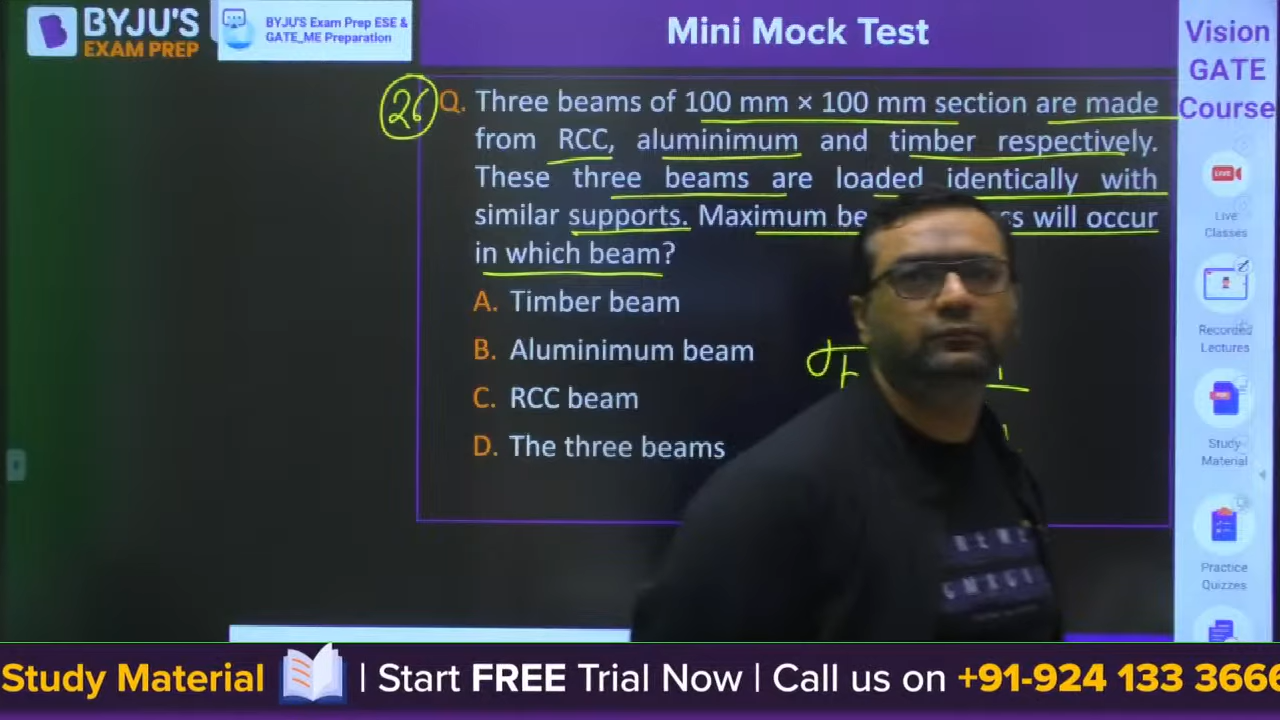 BYJU'S
EXAM PREP
BYJU'S Exam Prep ESE &
GATE_ME Preparation
Mini Mock Test
Vision
GATE
Course
26 Q. Three beams of 100 mm × 100 mm section are made
from RCC, aluminimum and timber respectively.
These three beams are loaded identically with
similar supports. Maximum will occur
in which beam?
A. Timber beam
B. Aluminimum beam
C. RCC beam
D. The three beams
LIVE
Live
Classes
Recorded
Lectures
Study
Material
Practice
Quizzes
Study Material | Start FREE Trial Now | Call us on +91-924 133 3666